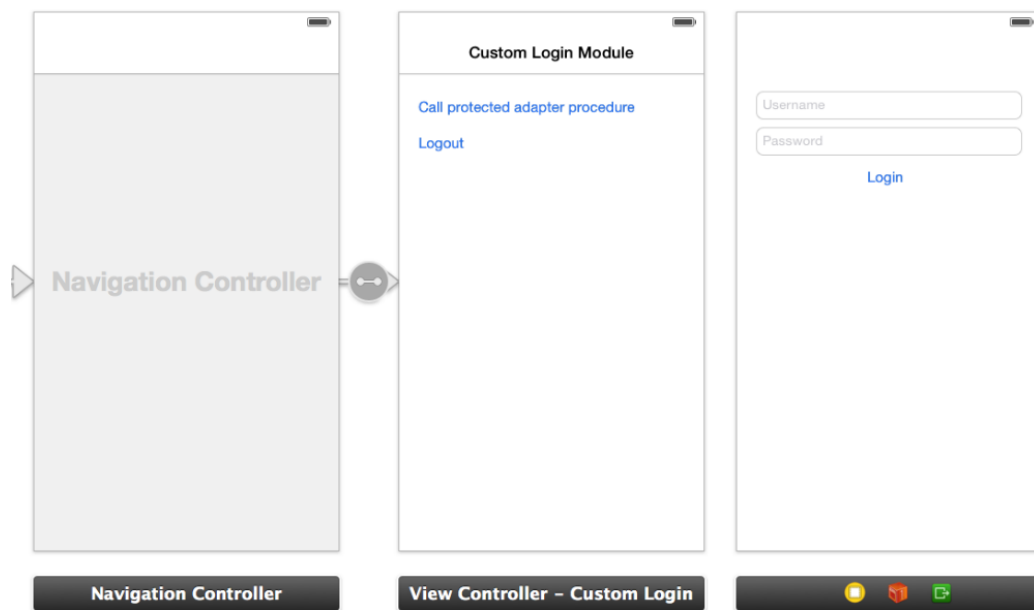 Navigation Controller
Navigation Controller
Custom Login Module
Call protected adapter procedure
Logout
View Controller – Custom Login
Username
Password
Login